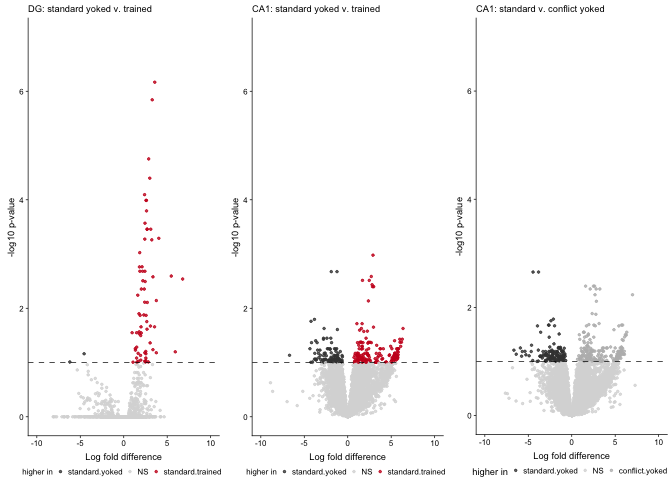 DG: standard yoked v. trained
-log10 p-value
6
4
2
0
-10
-5
0
5
10
Log fold difference
higher in standard.yoked NS standard.trained
CA1: standard yoked v. trained
-log10 p-value
6
4
2
0
-10
-5
0
5
10
Log fold difference
higher in standard.yoked NS standard.trained
CA1: standard v. conflict yoked
-log10 p-value
6
4
2
0
-10
-5
0
5
10
Log fold difference
higher in standard.yoked NS conflict.yoked